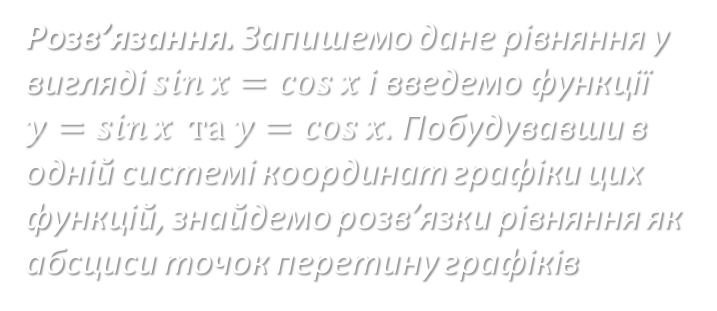 Розв’язання. Запишемо дане рівняння у
вигляді sin x = cos x і введемо функції
y = sin x та y = cos x. Побудувавши в
одній системі координат графіки цих
функцій, знайдемо розв’язки рівняння як
абсциси точок перетину графіків